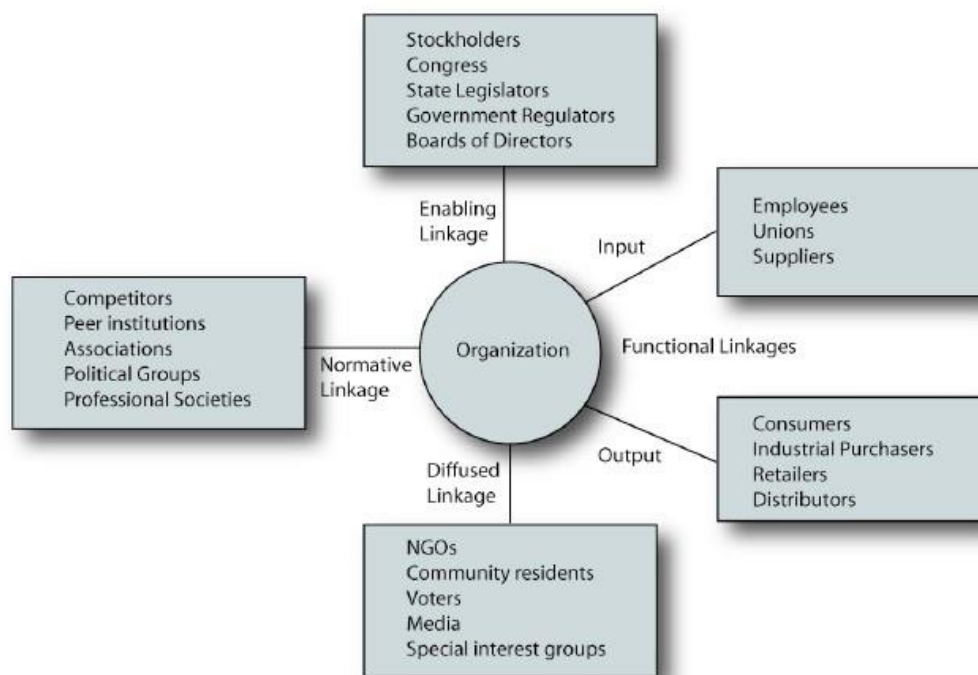 Stockholders
Congress
State Legislators
Government Regulators
Boards of Directors
Enabling
Linkage
Input
Employees
Unions
Suppliers
Competitors
Peer institutions
Associations
Political Groups
Professional Societies
Normative
Linkage
Organization
Functional Linkages
Consumers
Industrial Purchasers
Retailers
Distributors
Output
Diffused
Linkage
NGOs
Community residents
Voters
Media
Special interest groups